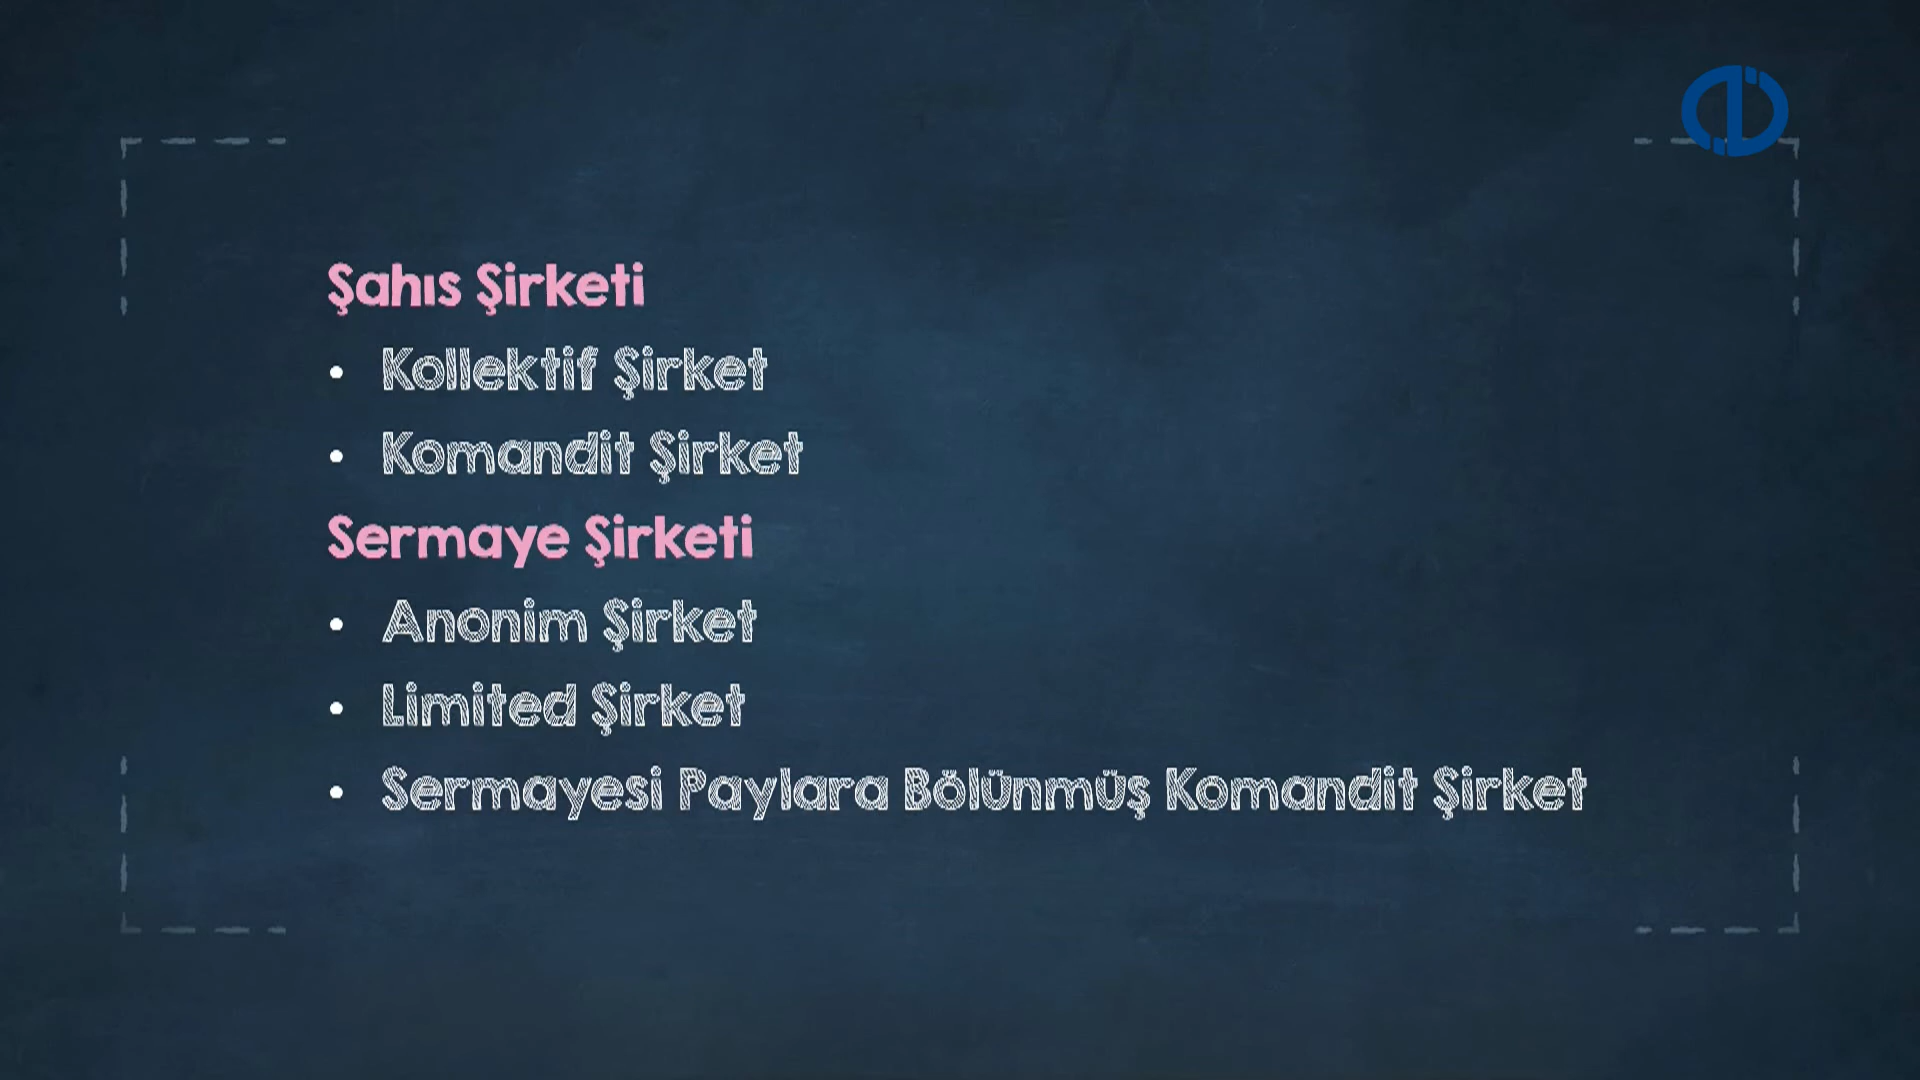 Şahıs Şirketi
• Kollektif Şirket
• Komandit Şirket
Sermaye Şirketi
• Anonim Şirket
• Limited Şirket
• Sermayesi Paylara Bölünmüş Komandit Şirket